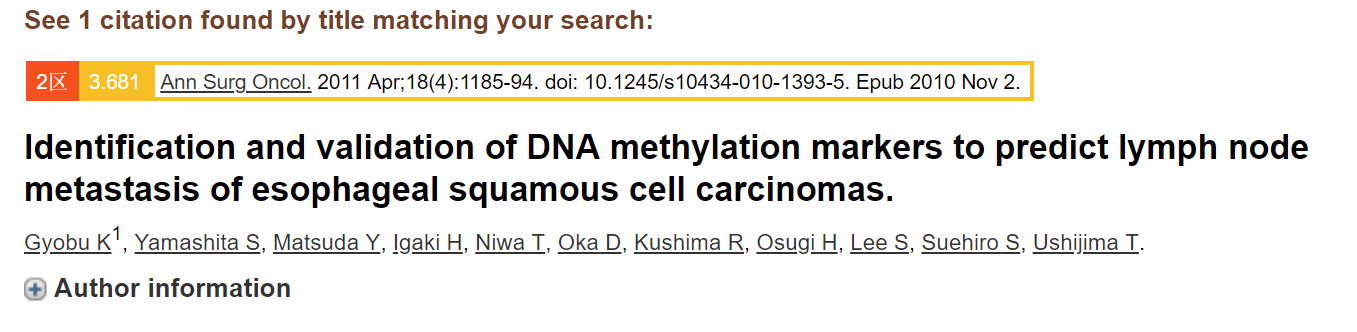 See 1 citation found by title matching your search:
2区 3.681 Ann Surg Oncol. 2011 Apr;18(4):1185-94. doi: 10.1245/s10434-010-1393-5. Epub 2010 Nov 2.
Identification and validation of DNA methylation markers to predict lymph node
metastasis of esophageal squamous cell carcinomas.
Gyobu K1, Yamashita S, Matsuda Y, Igaki H, Niwa T, Oka D, Kushima R, Osugi H, Lee S, Suehiro S, Ushijima T.
Author information